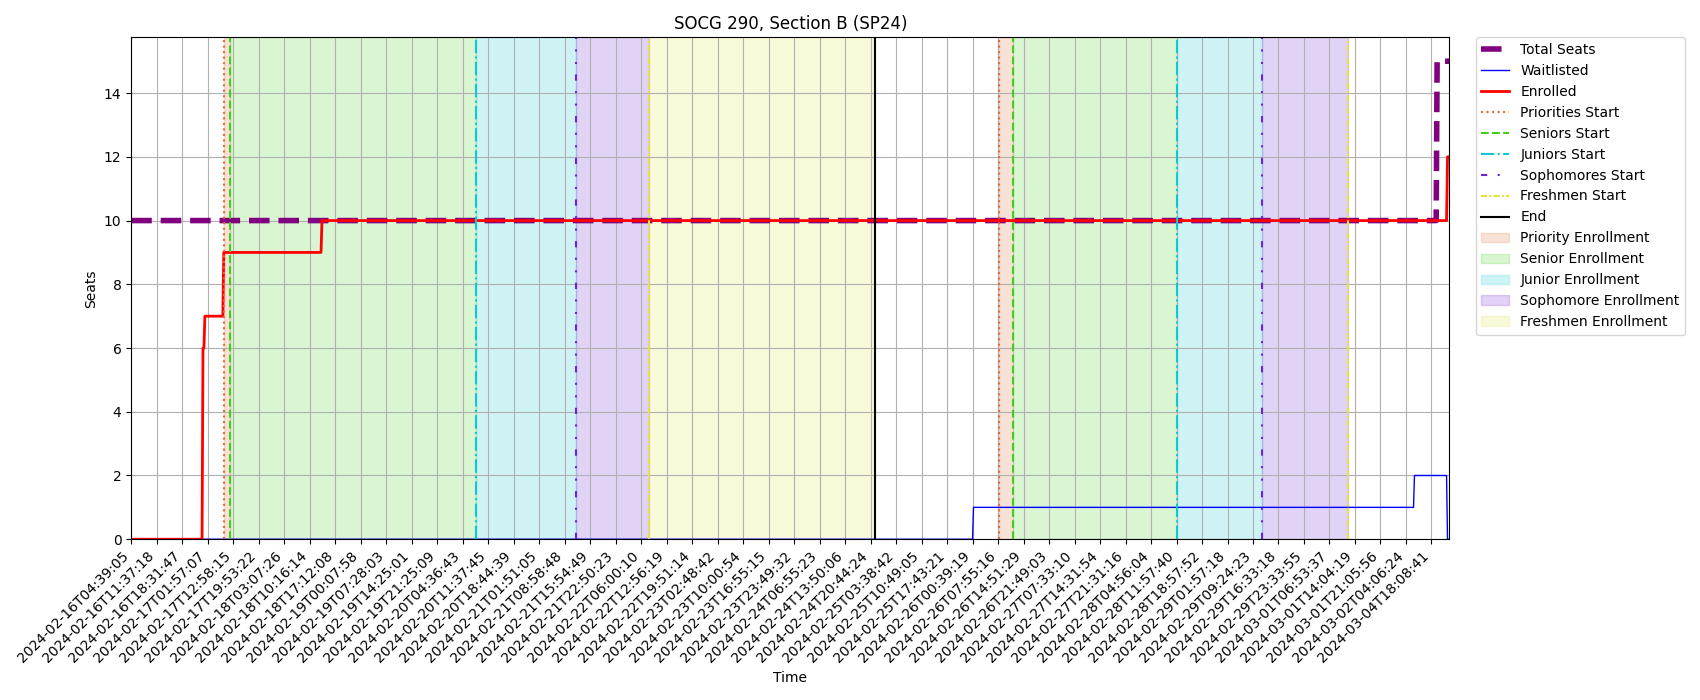 SOCG 290, Section B (SP24)
Seats
14
12
10
8
6
4
2
0
2024-02-16T04:39:05
2024-02-16T11:37:18
2024-02-16T18:31:47
2024-02-17T01:57:07
2024-02-17T12:58:15
2024-02-17T19:53:22
2024-02-18T03:07:26
2024-02-18T10:16:14
2024-02-18T17:12:08
2024-02-19T00:07:58
2024-02-19T07:28:03
2024-02-19T14:25:01
2024-02-19T21:25:09
2024-02-20T04:36:43
2024-02-20T11:37:45
2024-02-20T18:44:39
2024-02-21T01:51:05
2024-02-21T08:58:48
2024-02-21T15:54:49
2024-02-21T22:50:23
2024-02-22T06:00:10
2024-02-22T12:56:19
2024-02-22T19:51:14
2024-02-23T02:48:42
2024-02-23T10:00:54
2024-02-23T16:55:15
2024-02-23T23:49:32
2024-02-24T06:55:23
2024-02-24T13:50:06
2024-02-24T20:44:24
2024-02-25T03:38:42
2024-02-25T10:49:05
2024-02-25T17:43:21
2024-02-26T00:39:19
2024-02-26T07:55:16
2024-02-26T14:51:29
2024-02-26T21:49:03
2024-02-27T07:33:10
2024-02-27T14:31:54
2024-02-27T21:31:16
2024-02-28T04:56:04
2024-02-28T11:57:40
2024-02-28T18:57:52
2024-02-29T01:57:18
2024-02-29T09:24:23
2024-02-29T16:33:18
2024-02-29T23:33:55
2024-03-01T06:53:37
2024-03-01T14:04:19
2024-03-01T21:05:56
2024-03-02T04:06:24
2024-03-04T18:08:41
Time
Total Seats
Waitlisted
Enrolled
Priorities Start
Seniors Start
Juniors Start
Sophomores Start
Freshmen Start
End
Priority Enrollment
Senior Enrollment
Junior Enrollment
Sophomore Enrollment
Freshmen Enrollment